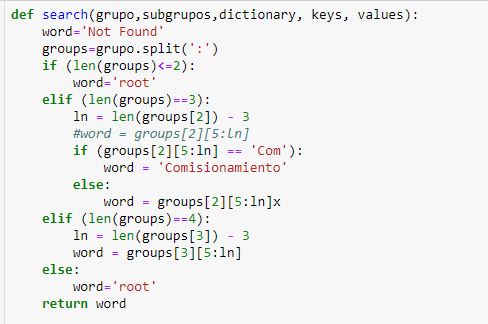 def search(grupo,subgrupos,dictionary, keys, values):
    word='Not Found'
    groups=grupo.split(':')
    if (len(groups)<=2):
        word='root'
    elif (len(groups)==3):
        ln = len(groups[2]) - 3
        #word = groups[2][5:ln]
        if (groups[2][5:ln] == 'Com'):
            word = 'Comisionamiento'
        else:
            word = groups[2][5:ln]x
    elif (len(groups)==4):
        ln = len(groups[3]) - 3
        word = groups[3][5:ln]
    else:
        word='root'
    return word